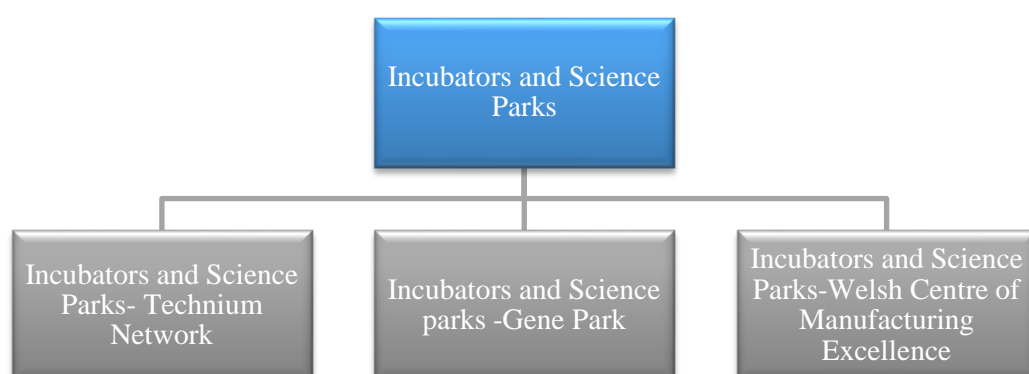 Incubators and Science
Parks
Incubators and Science
Parks- Technium
Network
Incubators and Science
parks -Gene Park
Incubators and Science
Parks-Welsh Centre of
Manufacturing
Excellence